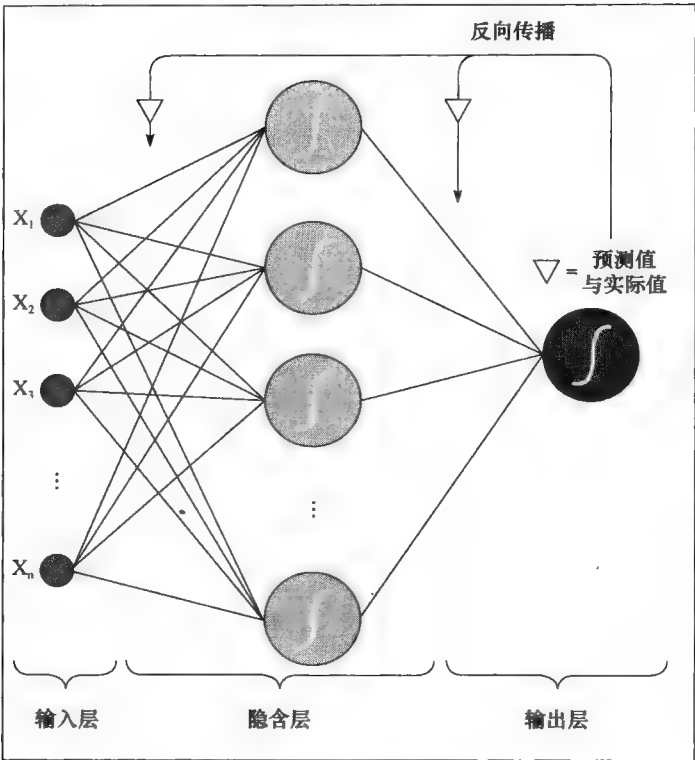 反向传播
X₁
▽ = 预测值
与实际值
X₂
X₃
⋮
⋮
Xₙ
输入层
隐含层
输出层